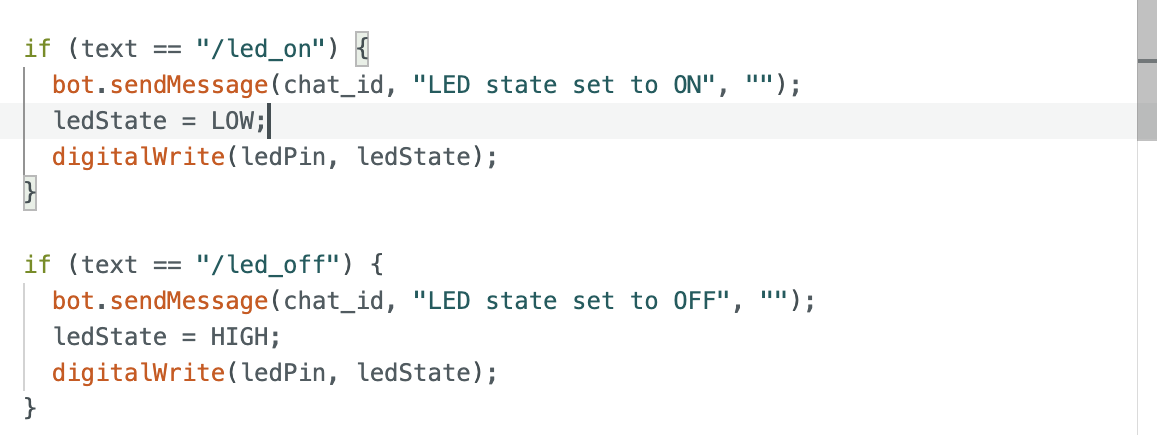 if (text == "/led_on") {
  bot.sendMessage(chat_id, "LED state set to ON", "");
  ledState = LOW;
  digitalWrite(ledPin, ledState);
}
if (text == "/led_off") {
  bot.sendMessage(chat_id, "LED state set to OFF", "");
  ledState = HIGH;
  digitalWrite(ledPin, ledState);
}